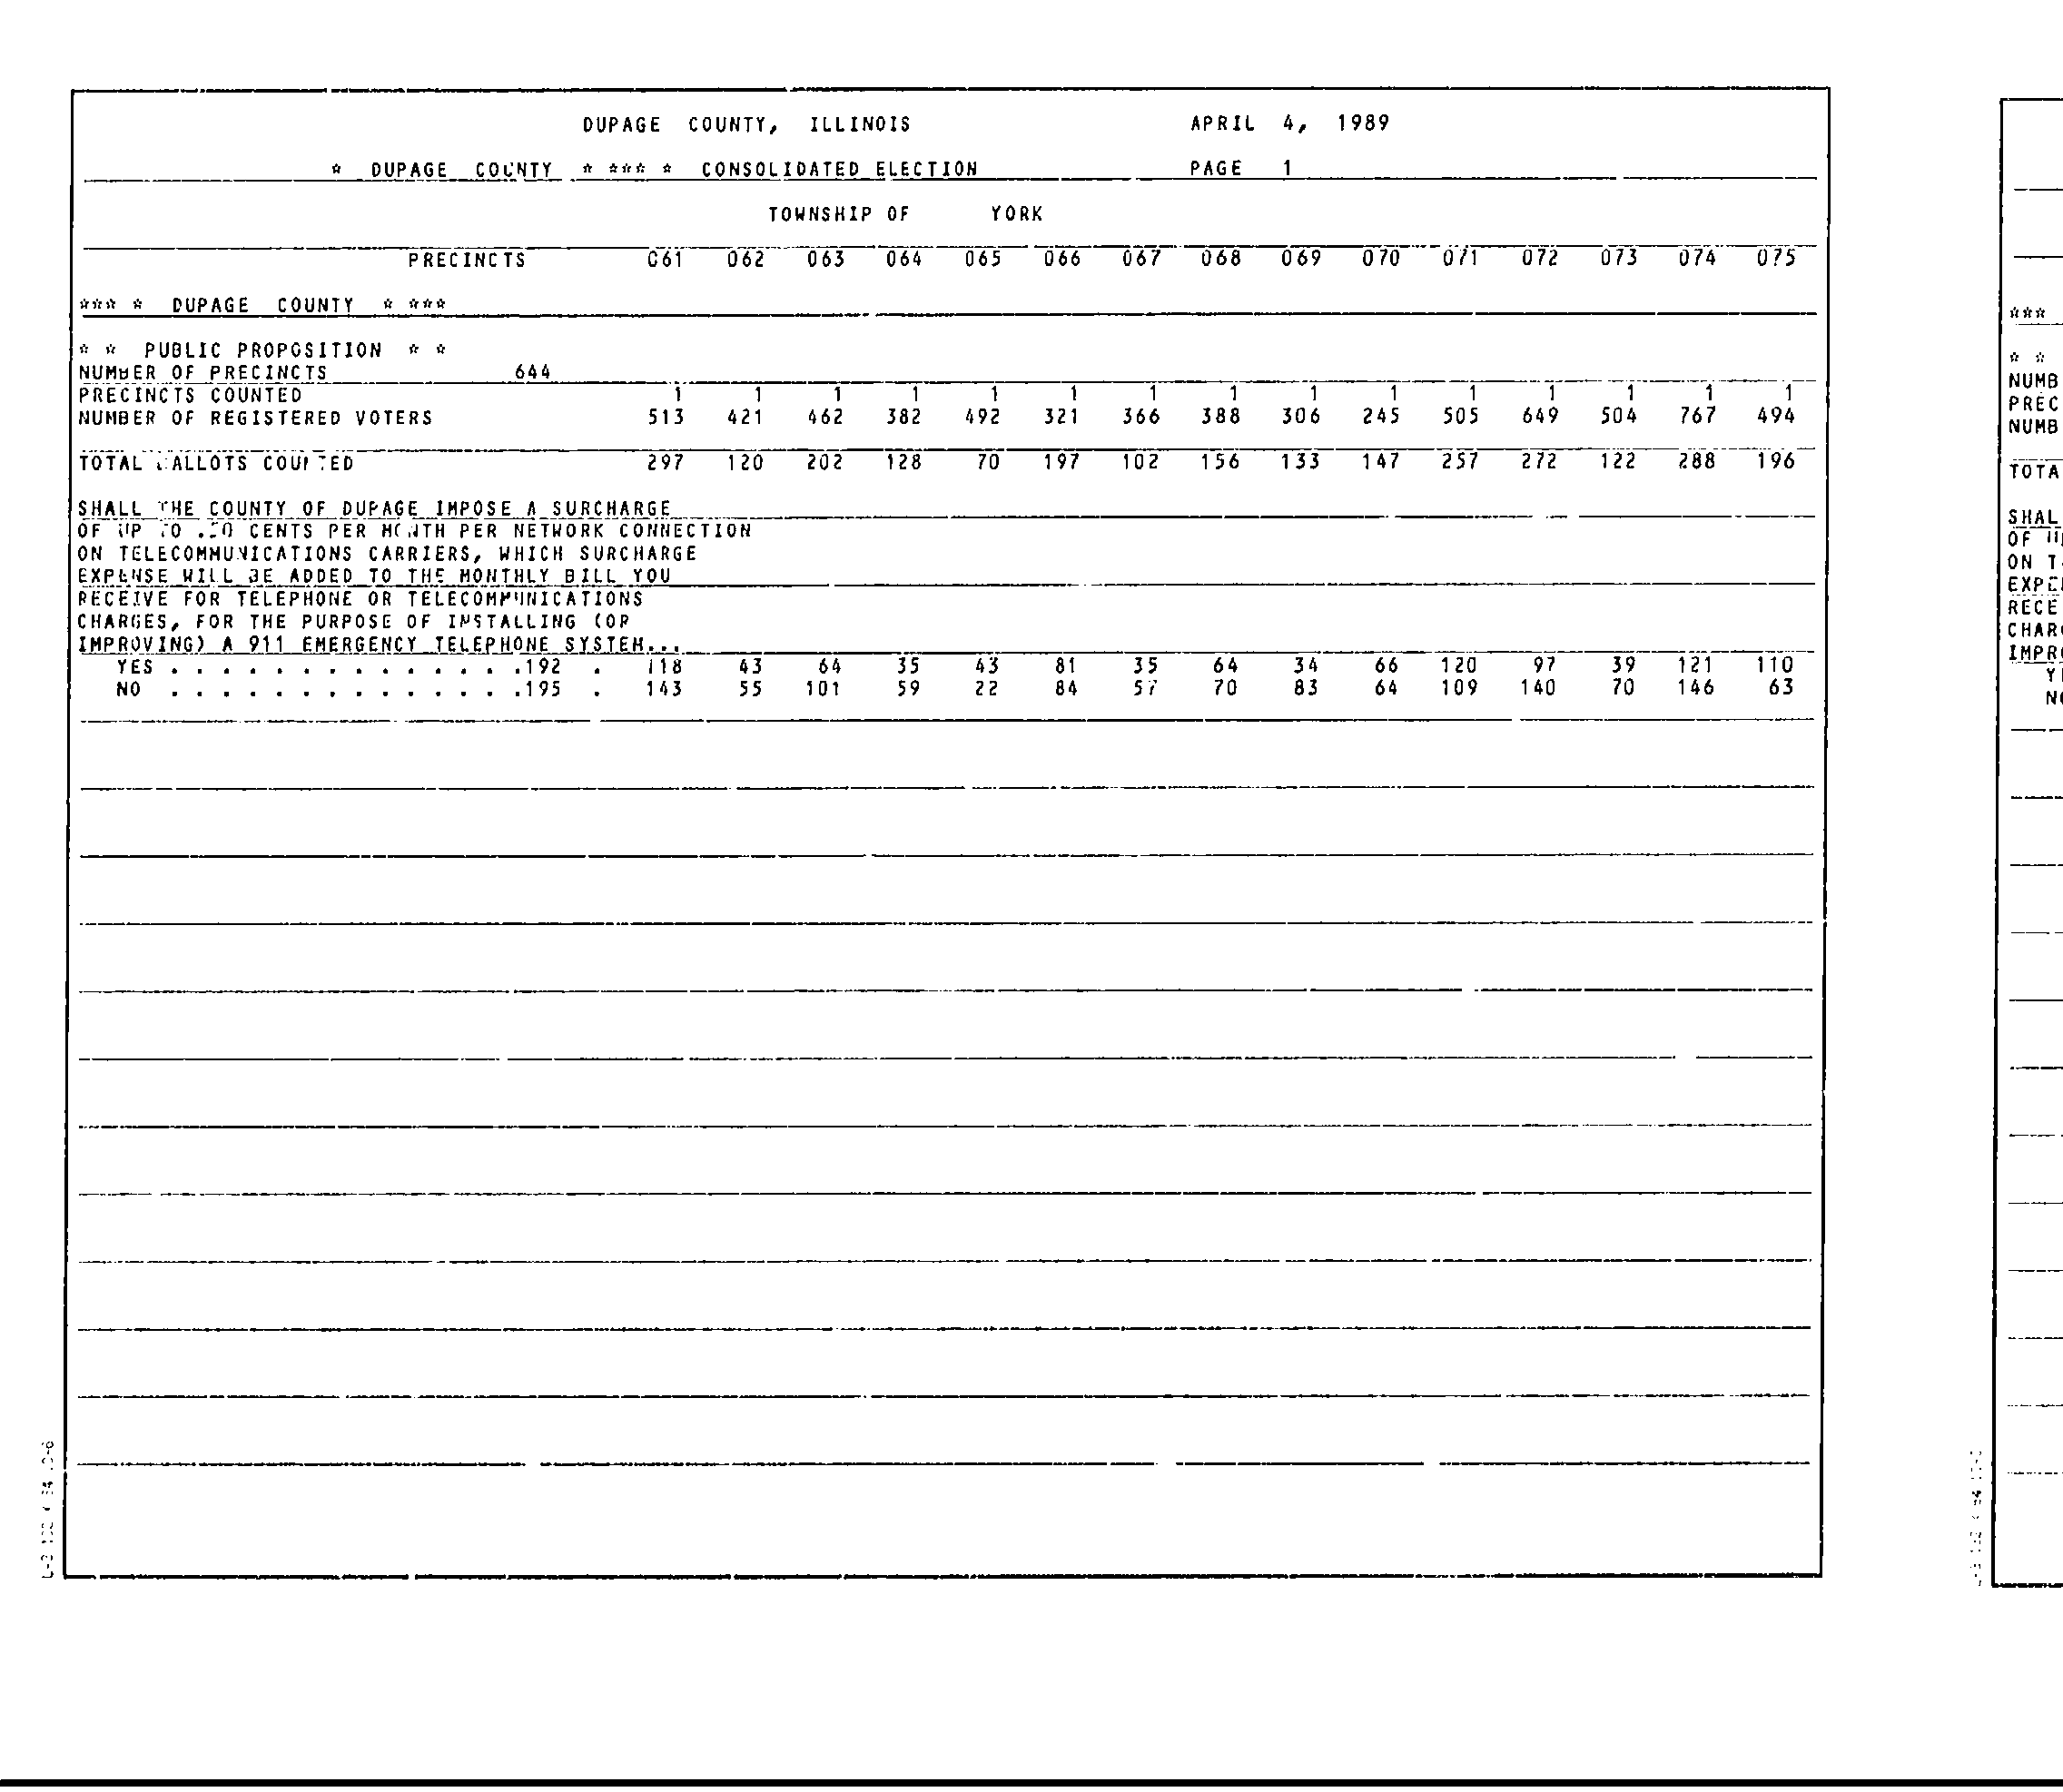 DUPAGE COUNTY, ILLINOIS APRIL 4, 1989
* DUPAGE COUNTY * *** * CONSOLIDATED ELECTION PAGE 1
TOWNSHIP OF YORK
PRECINCTS 061 062 063 064 065 066 067 068 069 070 071 072 073 074 075
*** * DUPAGE COUNTY * ***
* * PUBLIC PROPOSITION * *
NUMBER OF PRECINCTS 644
PRECINCTS COUNTED 1 1 1 1 1 1 1 1 1 1 1 1 1 1 1
NUMBER OF REGISTERED VOTERS 513 421 462 382 492 321 366 388 306 245 505 649 504 767 494
TOTAL BALLOTS COUNTED 297 120 202 128 70 197 102 156 133 147 257 272 122 288 196
SHALL THE COUNTY OF DUPAGE IMPOSE A SURCHARGE
OF UP TO CENTS PER MONTH PER NETWORK CONNECTION
ON TELECOMMUNICATIONS CARRIERS, WHICH SURCHARGE
EXPENSE WILL BE ADDED TO THE MONTHLY BILL YOU
RECEIVE FOR TELEPHONE OR TELECOMMUNICATIONS
CHARGES, FOR THE PURPOSE OF INSTALLING (OR
IMPROVING) A 911 EMERGENCY TELEPHONE SYSTEM...
YES . . . . . . . . . . . . . .192 . 118 43 64 35 43 81 35 64 34 66 120 97 39 121 110
NO . . . . . . . . . . . . . .195 . 143 55 101 59 22 84 57 70 83 64 109 140 70 146 63
***
* *
NUMB
PREC
NUMB
TOTA
SHAL
OF
ON
RECE
CHAR
IMPR